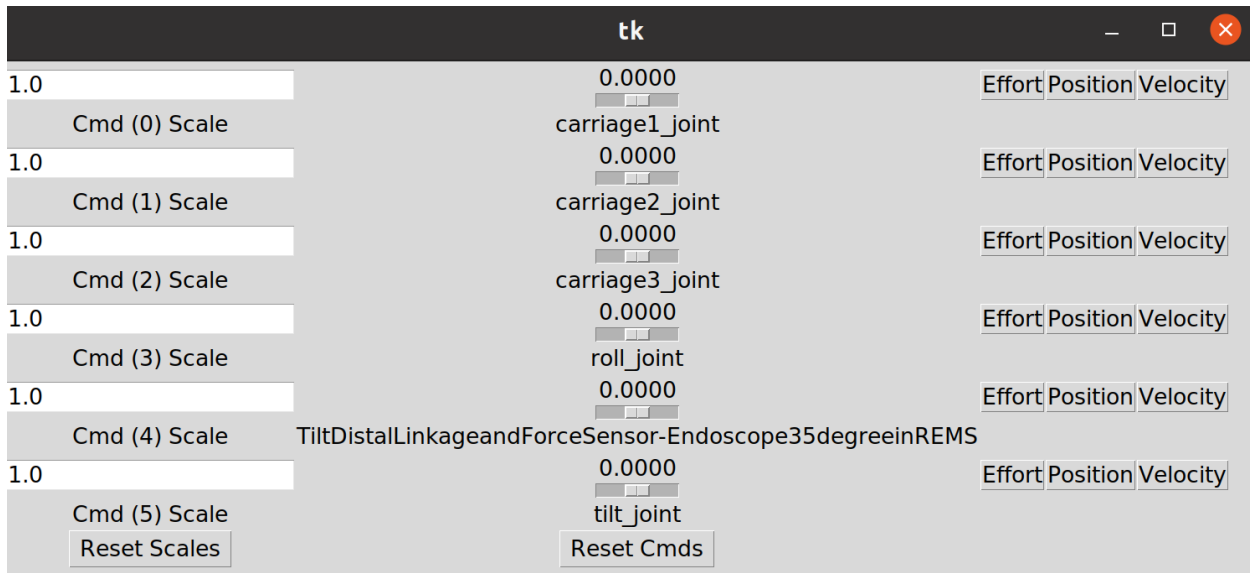 tk
1.0 0.0000 Effort Position Velocity
Cmd (0) Scale carriage1_joint
1.0 0.0000 Effort Position Velocity
Cmd (1) Scale carriage2_joint
1.0 0.0000 Effort Position Velocity
Cmd (2) Scale carriage3_joint
1.0 0.0000 Effort Position Velocity
Cmd (3) Scale roll_joint
1.0 0.0000 Effort Position Velocity
Cmd (4) Scale TiltDistalLinkageandForceSensor-Endoscope35degreeinREMS
1.0 0.0000 Effort Position Velocity
Cmd (5) Scale tilt_joint
Reset Scales Reset Cmds